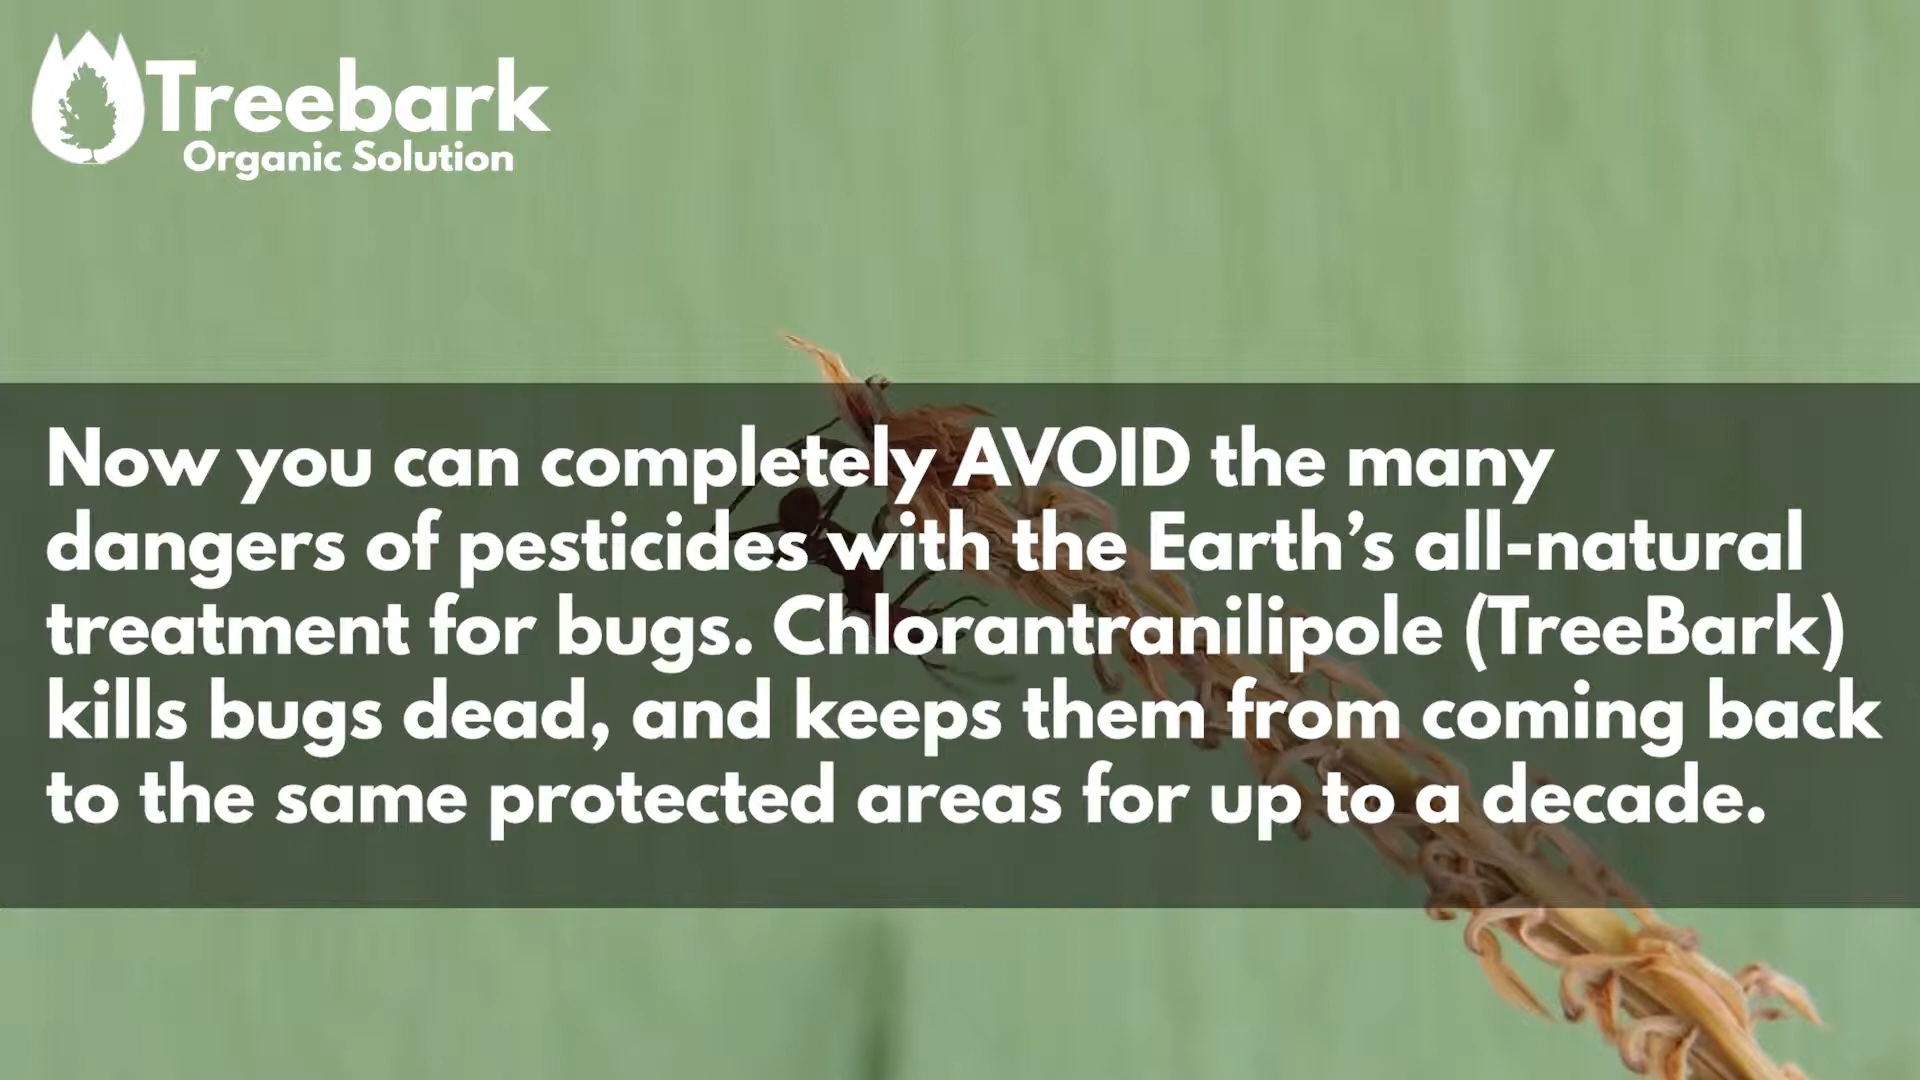 Treebark
Organic Solution
Now you can completely AVOID the many
dangers of pesticides with the Earth’s all-natural
treatment for bugs. Chlorantranilipole (TreeBark)
kills bugs dead, and keeps them from coming back
to the same protected areas for up to a decade.